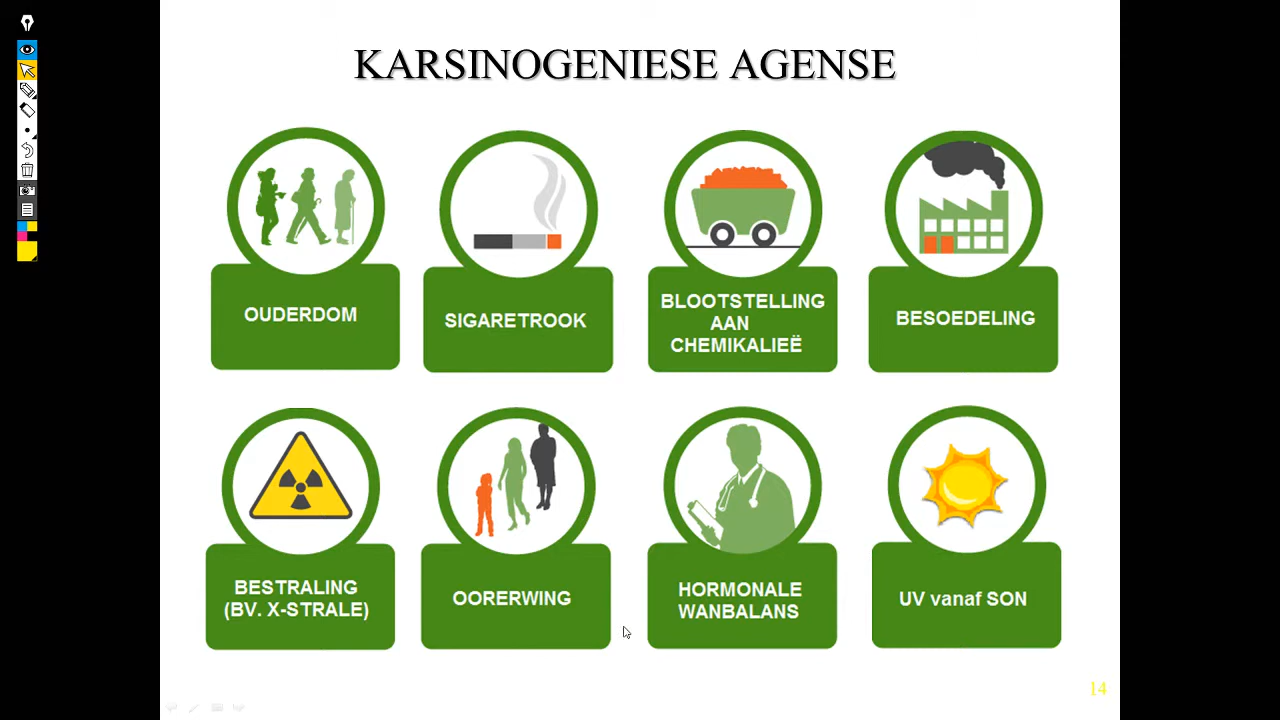 KARSINOGENIESE AGENSE
OUDERDOM
SIGARETROOK
BLOOTSTELLING
AAN
CHEMIKALIEË
BESOEDELING
BESTRALING
(BV. X-STRALE)
OORERWING
HORMONALE
WANBALANS
UV vanaf SON
14